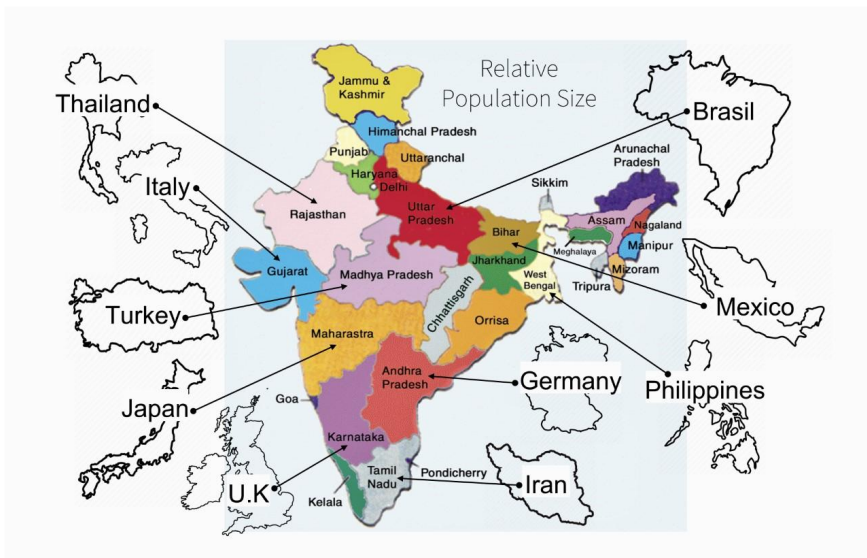 Relative
Population Size
Thailand
Italy
Turkey
Japan
U.K
Brasil
Mexico
Philippines
Germany
Iran
Jammu &
Kashmir
Himanchal Pradesh
Punjab
Uttaranchal
Haryana
Delhi
Rajasthan
Uttar
Pradesh
Bihar
Sikkim
Arunachal
Pradesh
Assam
Nagaland
Meghalaya
Manipur
Tripura
Mizoram
Gujarat
Madhya Pradesh
Jharkhand
West
Bengal
Chhattisgarh
Orrisa
Maharastra
Andhra
Pradesh
Goa
Karnataka
Kelala
Tamil
Nadu
Pondicherry